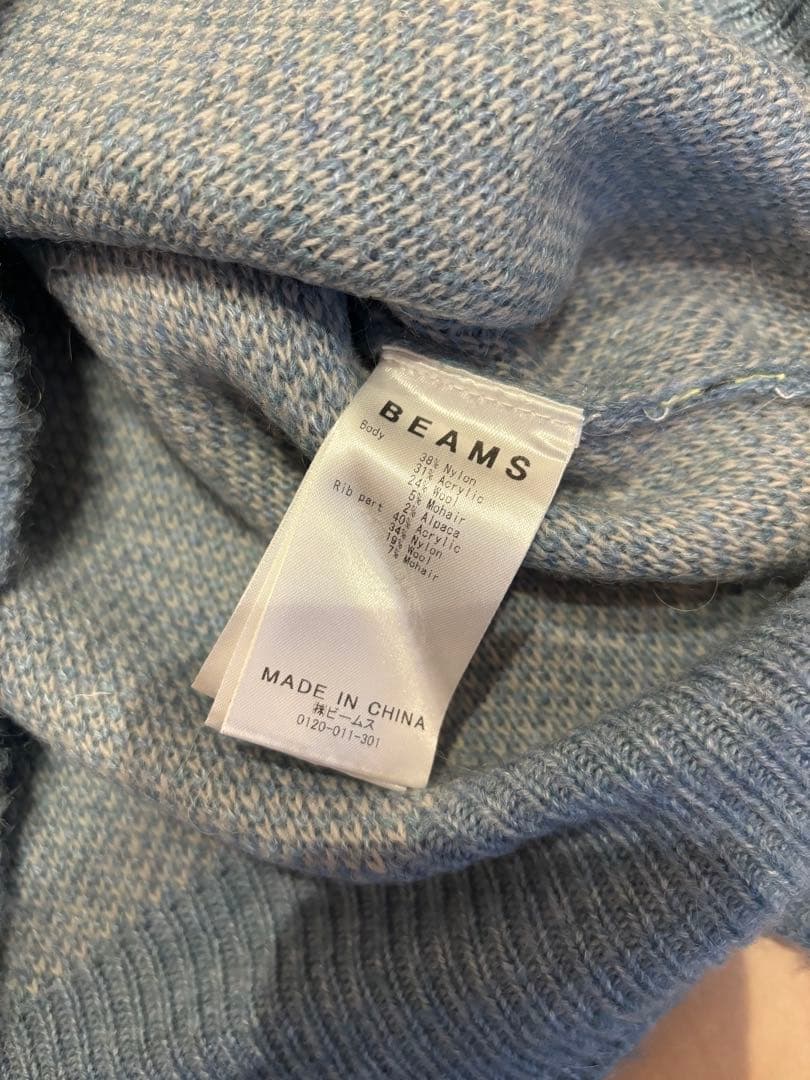 BEAMS
Body 38% Nylon
31% Acrylic
24% Wool
5% Mohair
2% Alpaca
Rib part 40% Acrylic
34% Nylon
19% Wool
7% Mohair
MADE IN CHINA
㈱ビームス
0120-011-301